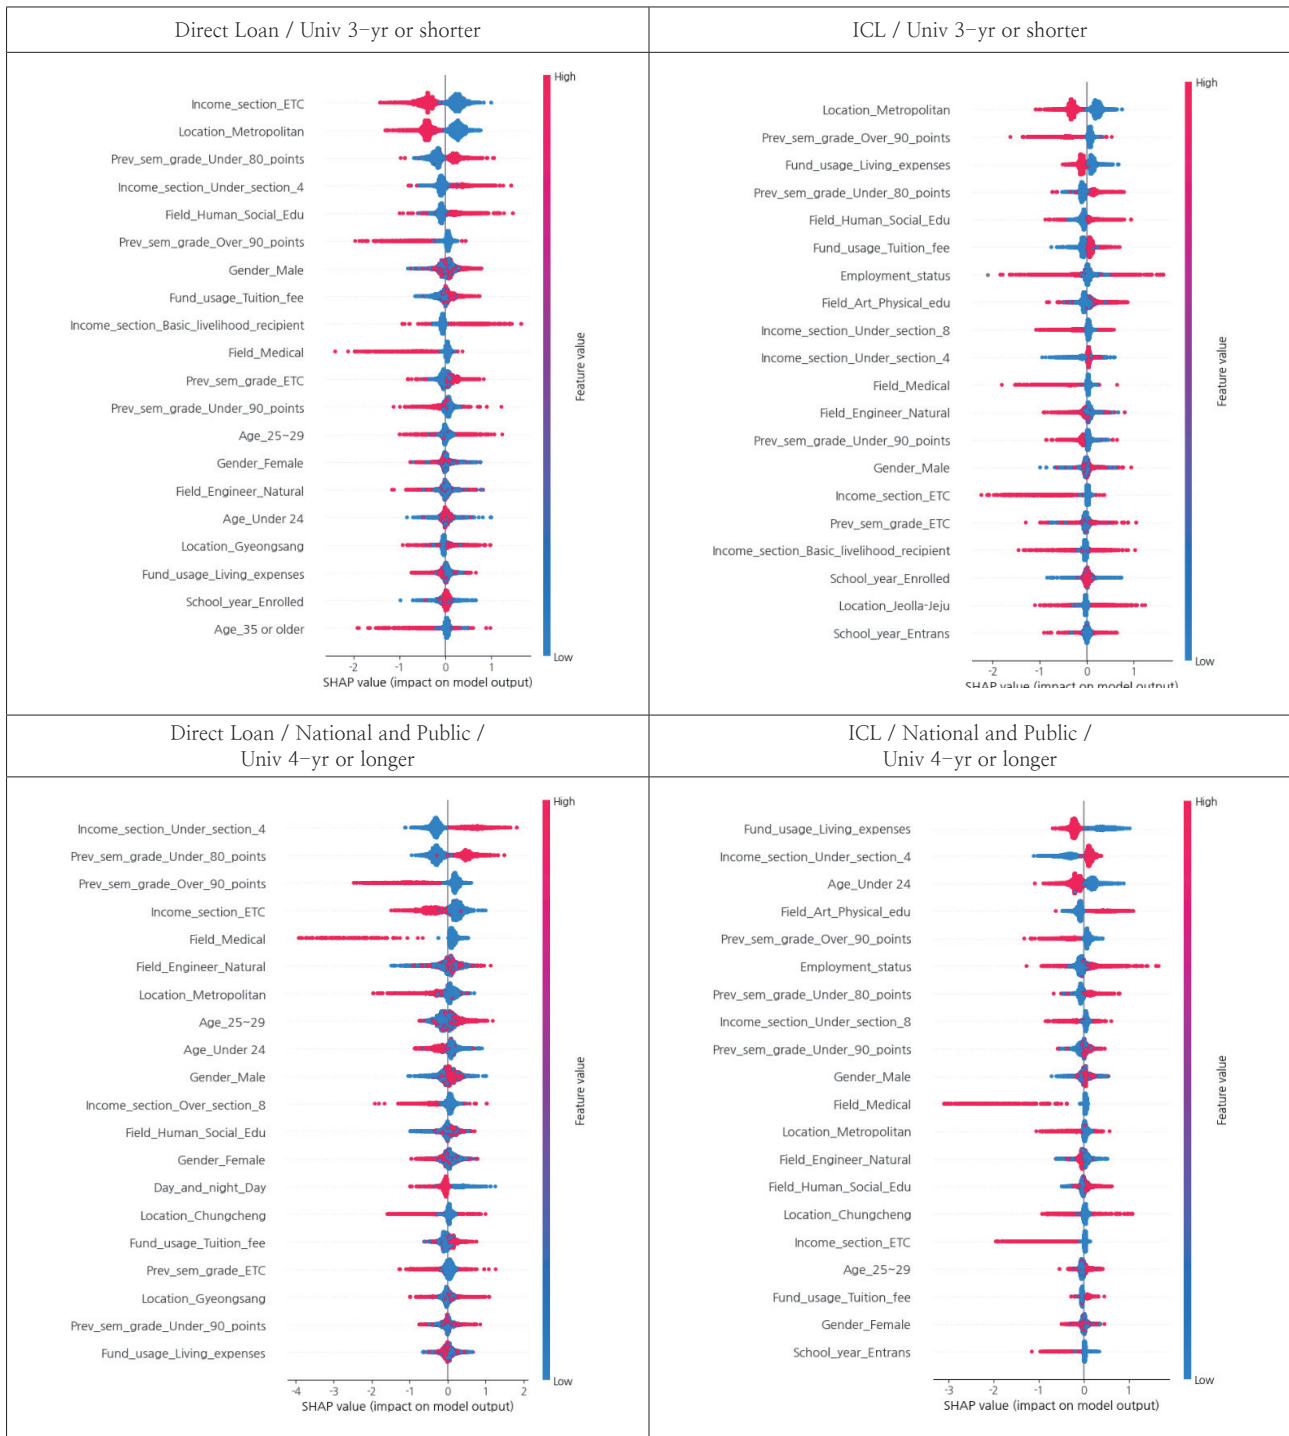 Direct Loan / Univ 3-yr or shorter
High
Income_section_ETC
Location_Metropolitan
Prev_sem_grade_Under_80_points
Income_section_Under_section_4
Field_Human_Social_Edu
Prev_sem_grade_Over_90_points
Gender_Male
Fund_usage_Tuition_fee
Income_section_Basic_livelihood_recipient
Field_Medical
Prev_sem_grade_ETC
Prev_sem_grade_Under_90_points
Age_25~29
Gender_Female
Field_Engineer_Natural
Age_Under 24
Location_Gyeongsang
Fund_usage_Living_expenses
School_year_Enrolled
Age_35 or older
Feature value
Low
-2 -1 0 1
SHAP value (impact on model output)
ICL / Univ 3-yr or shorter
High
Location_Metropolitan
Prev_sem_grade_Over_90_points
Fund_usage_Living_expenses
Prev_sem_grade_Under_80_points
Field_Human_Social_Edu
Fund_usage_Tuition_fee
Employment_status
Field_Art_Physical_edu
Income_section_Under_section_8
Income_section_Under_section_4
Field_Medical
Field_Engineer_Natural
Prev_sem_grade_Under_90_points
Gender_Male
Income_section_ETC
Prev_sem_grade_ETC
Income_section_Basic_livelihood_recipient
School_year_Enrolled
Location_Jeolla-Jeju
School_year_Entrans
Feature value
Low
-2 -1 0 1
SHAP value (impact on model output)
Direct Loan / National and Public /
Univ 4-yr or longer
High
Income_section_Under_section_4
Prev_sem_grade_Under_80_points
Prev_sem_grade_Over_90_points
Income_section_ETC
Field_Medical
Field_Engineer_Natural
Location_Metropolitan
Age_25~29
Age_Under 24
Gender_Male
Income_section_Over_section_8
Field_Human_Social_Edu
Gender_Female
Day_and_night_Day
Location_Chungcheng
Fund_usage_Tuition_fee
Prev_sem_grade_ETC
Location_Gyeongsang
Prev_sem_grade_Under_90_points
Fund_usage_Living_expenses
Feature value
Low
-4 -3 -2 -1 0 1 2
SHAP value (impact on model output)
ICL / National and Public /
Univ 4-yr or longer
High
Fund_usage_Living_expenses
Income_section_Under_section_4
Age_Under 24
Field_Art_Physical_edu
Prev_sem_grade_Over_90_points
Employment_status
Prev_sem_grade_Under_80_points
Income_section_Under_section_8
Prev_sem_grade_Under_90_points
Gender_Male
Field_Medical
Location_Metropolitan
Field_Engineer_Natural
Field_Human_Social_Edu
Location_Chungcheng
Income_section_ETC
Age_25~29
Fund_usage_Tuition_fee
Gender_Female
School_year_Entrans
Feature value
Low
-3 -2 -1 0 1
SHAP value (impact on model output)